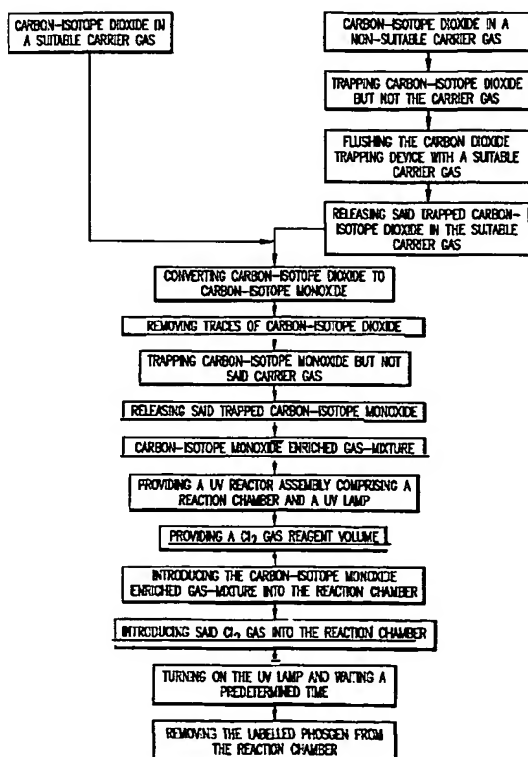 CARBON-ISOTOPE DIOXIDE IN
A SUITABLE CARRIER GAS
CARBON-ISOTOPE DIOXIDE IN A
NON-SUITABLE CARRIER GAS
TRAPPING CARBON-ISOTOPE DIOXIDE
BUT NOT THE CARRIER GAS
FLUSHING THE CARBON DIOXIDE
TRAPPING DEVICE WITH A SUITABLE
CARRIER GAS
RELEASING SAID TRAPPED CARBON-
ISOTOPE DIOXIDE IN THE SUITABLE
CARRIER GAS
CONVERTING CARBON-ISOTOPE DIOXIDE TO
CARBON-ISOTOPE MONOXIDE
REMOVING TRACES OF CARBON-ISOTOPE DIOXIDE
TRAPPING CARBON-ISOTOPE MONOXIDE BUT NOT
SAID CARRIER GAS
RELEASING SAID TRAPPED CARBON-ISOTOPE MONOXIDE
CARBON-ISOTOPE MONOXIDE ENRICHED GAS-MIXTURE
PROVIDING A UV REACTOR ASSEMBLY COMPRISING A
REACTION CHAMBER AND A UV LAMP
PROVIDING A Cl₂ GAS REAGENT VOLUME
INTRODUCING THE CARBON-ISOTOPE MONOXIDE
ENRICHED GAS-MIXTURE INTO THE REACTION CHAMBER
INTRODUCING SAID Cl₂ GAS INTO THE REACTION CHAMBER
TURNING ON THE UV LAMP AND WAITING A
PREDETERMINED TIME
REMOVING THE LABELLED PHOSGEN FROM
THE REACTION CHAMBER